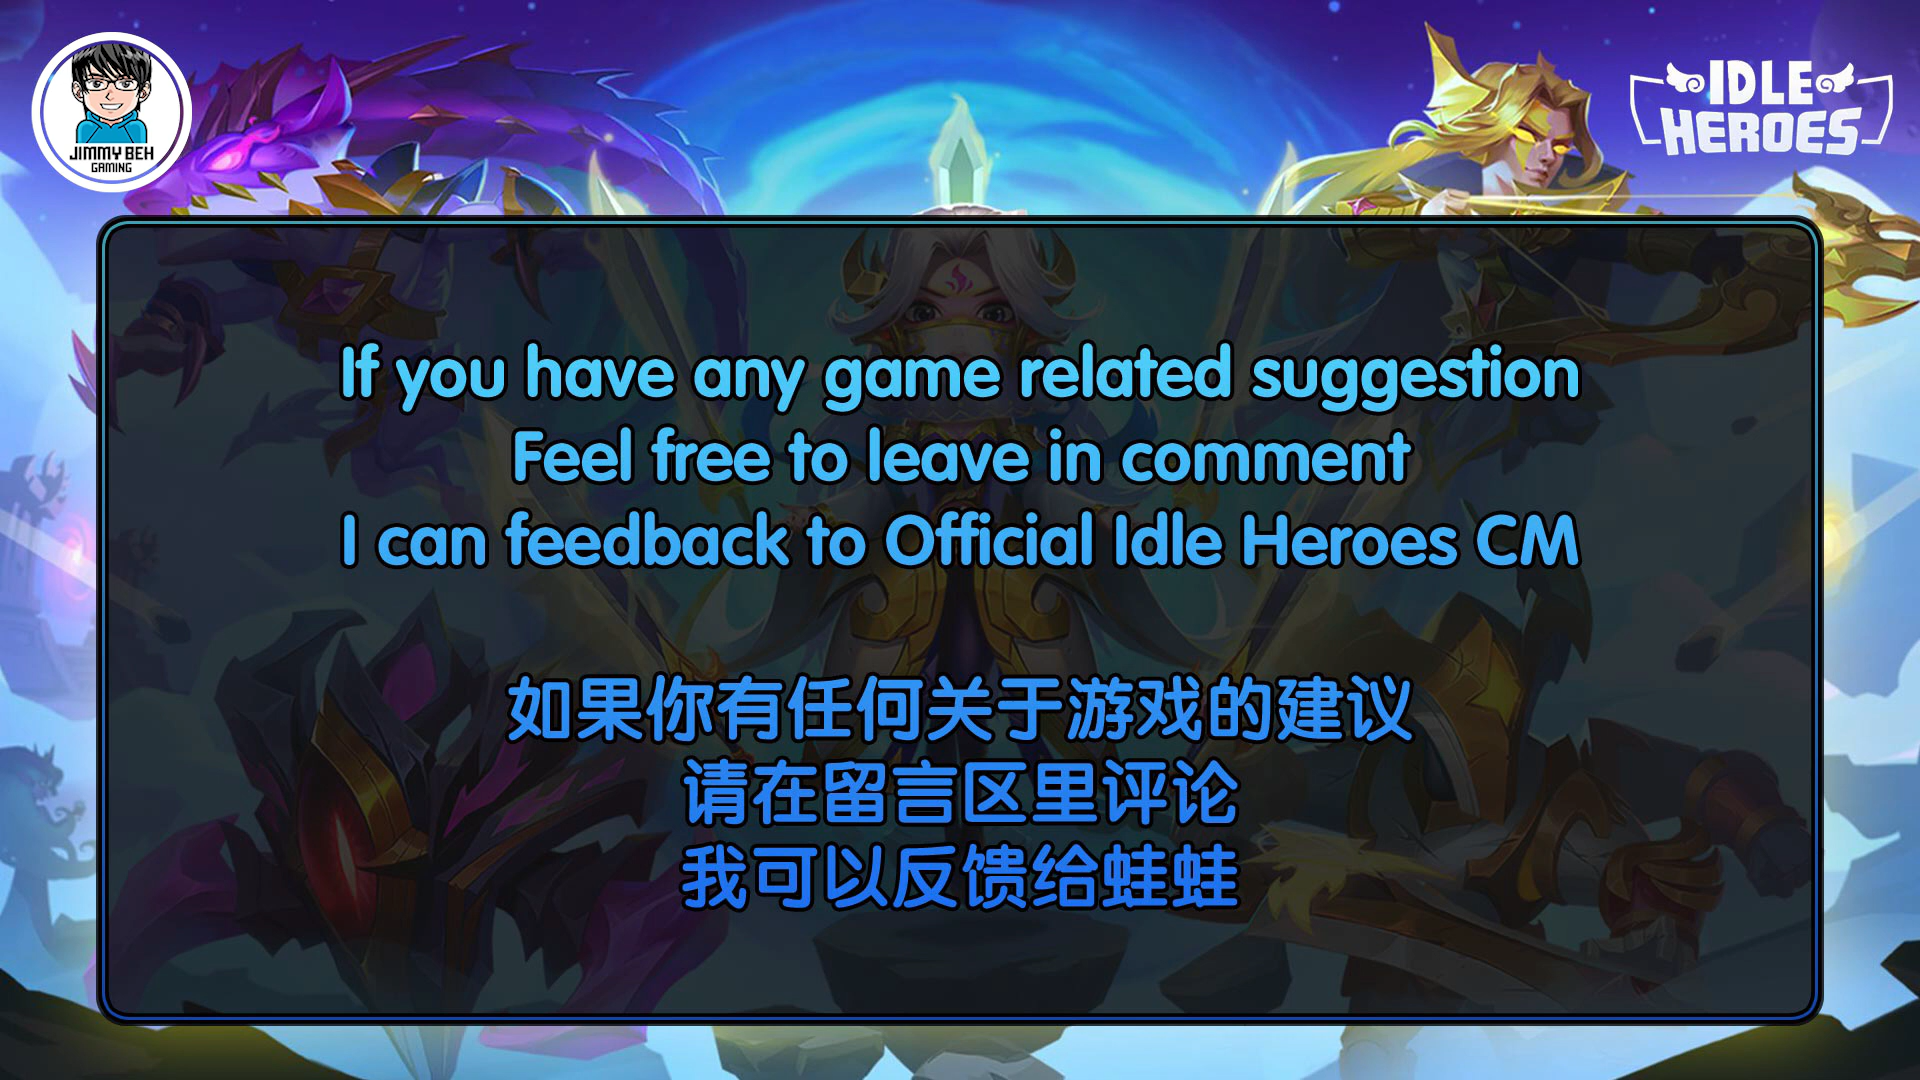 JIMMY BEH
GAMING
IDLE
HEROES
If you have any game related suggestion
Feel free to leave in comment
I can feedback to Official Idle Heroes CM
如果你有任何关于游戏的建议
请在留言区里评论
我可以反馈给蛙蛙